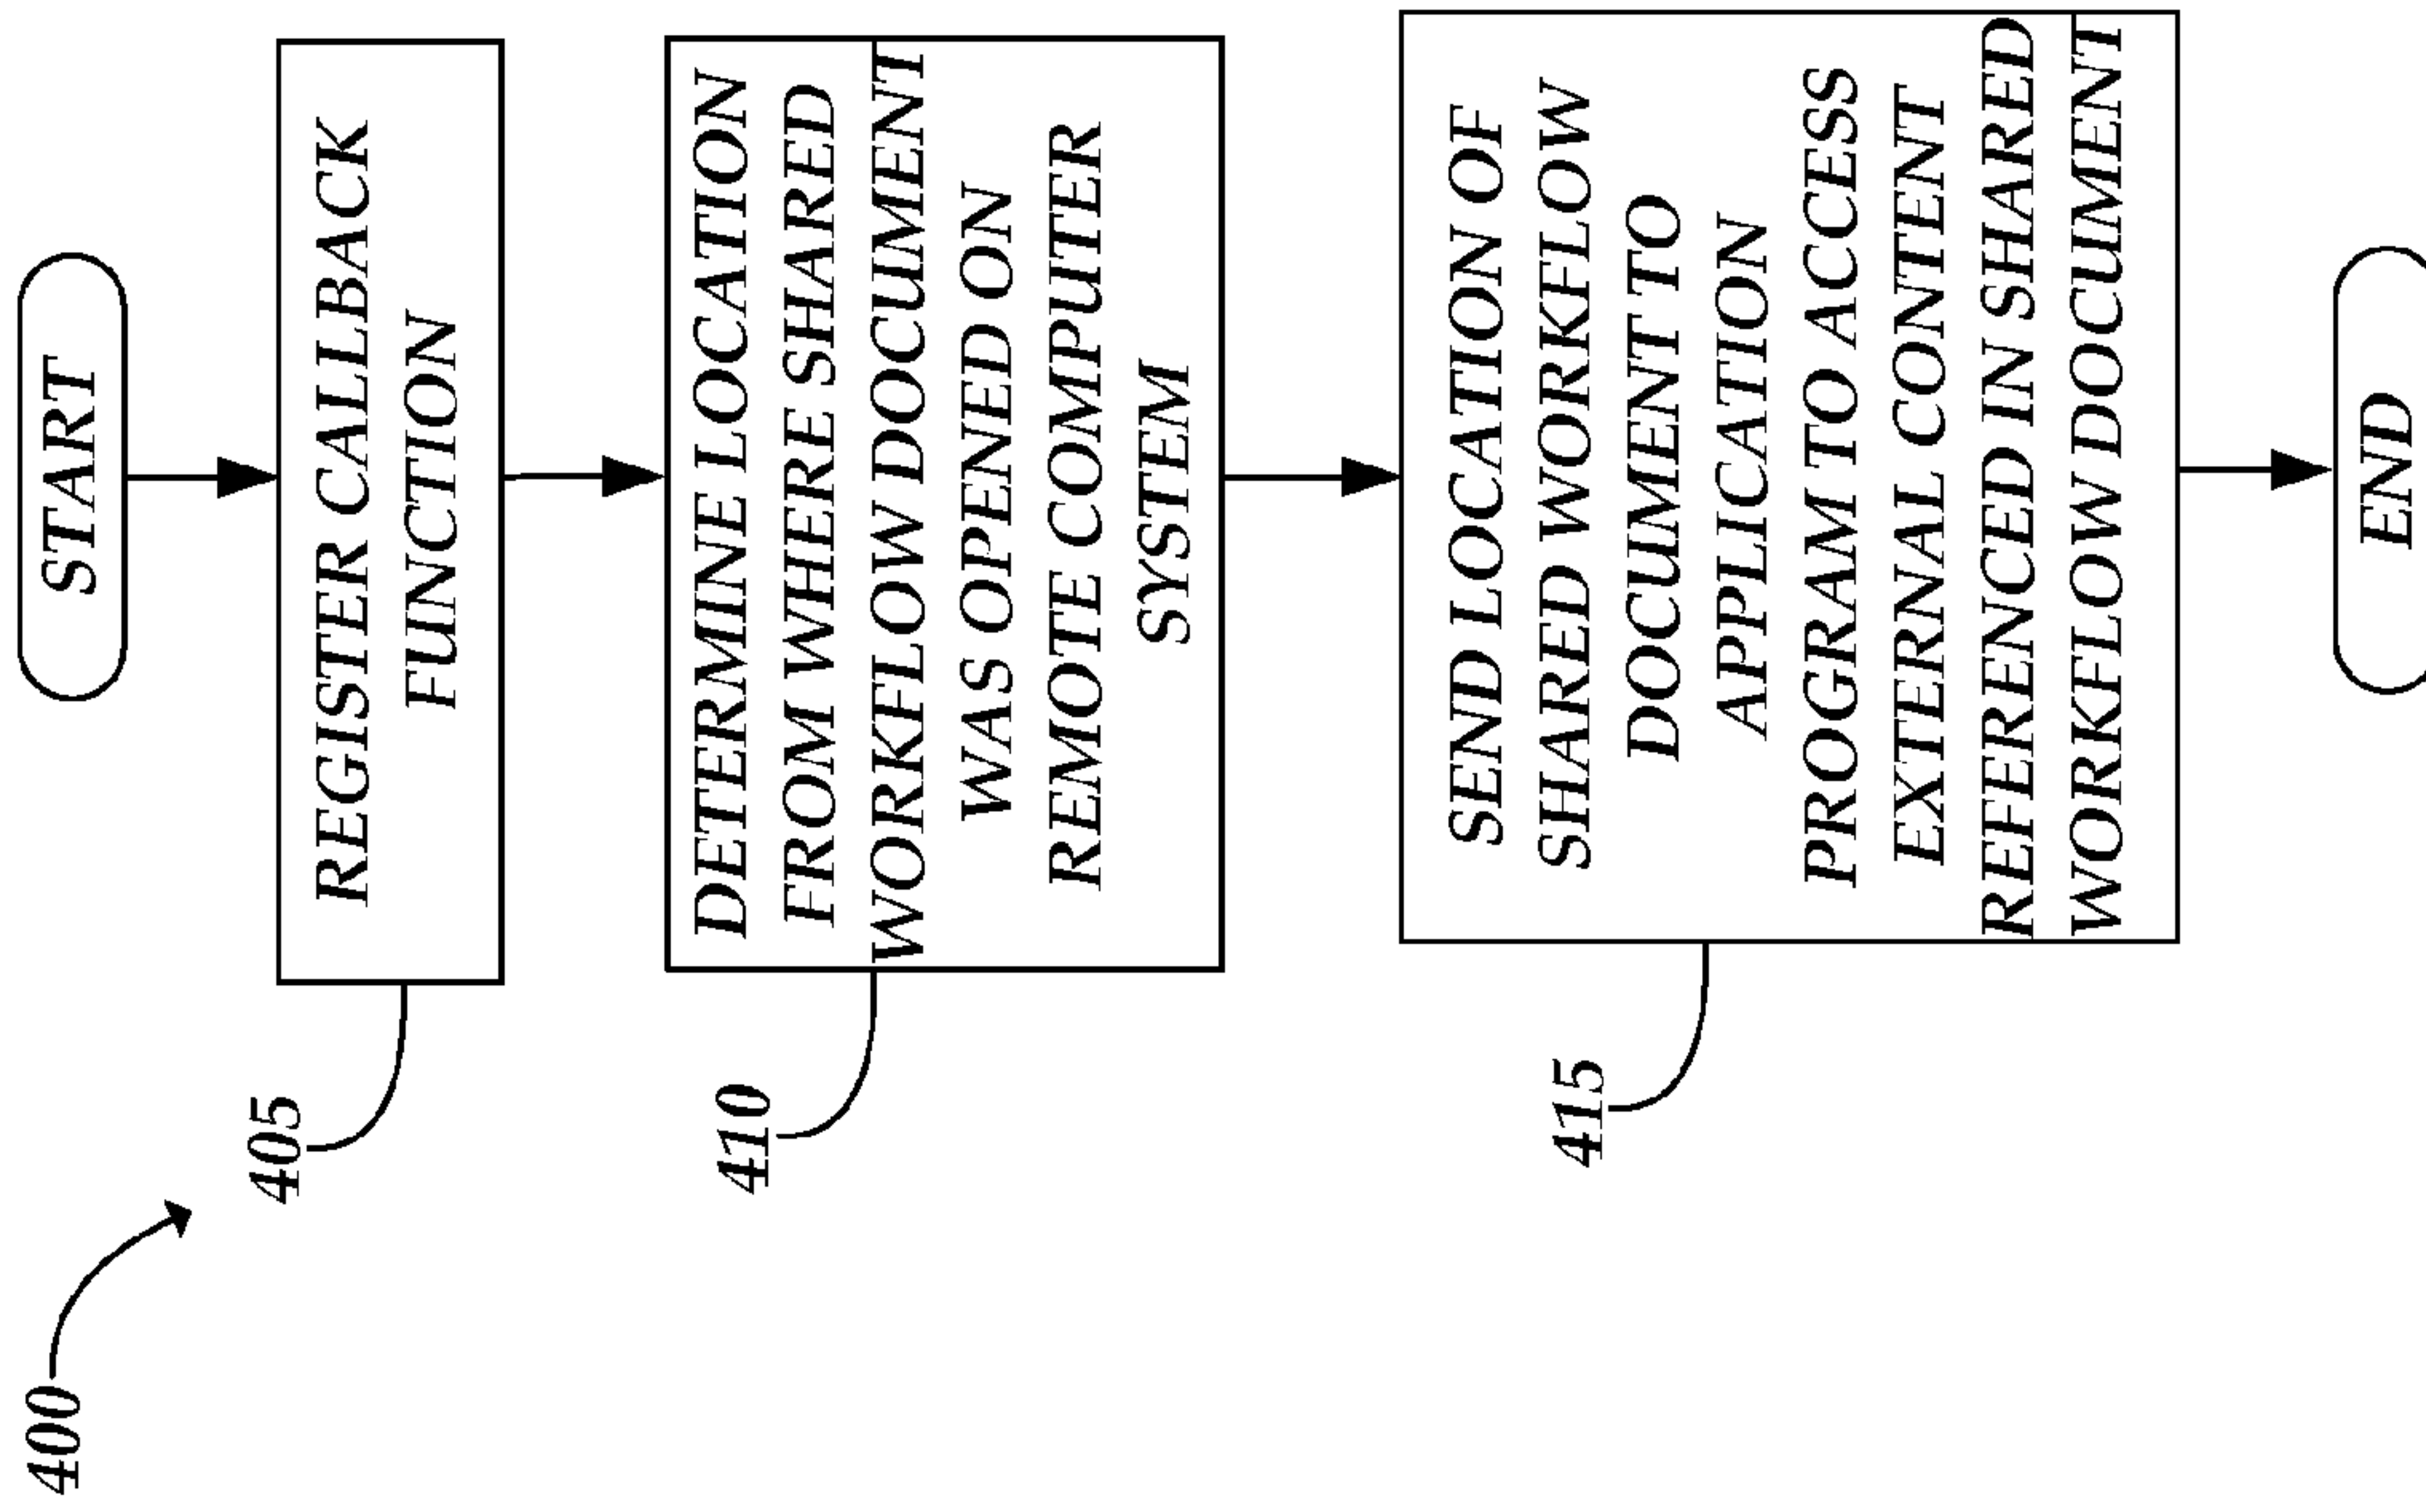 400
START
405
REGISTER CALLBACK
FUNCTION
410
DETERMINE LOCATION
FROM WHERE SHARED
WORKFLOW DOCUMENT
WAS OPENED ON
REMOTE COMPUTER
SYSTEM
415
SEND LOCATION OF
SHARED WORKFLOW
DOCUMENT TO
APPLICATION
PROGRAM TO ACCESS
EXTERNAL CONTENT
REFERENCED IN SHARED
WORKFLOW DOCUMENT
END